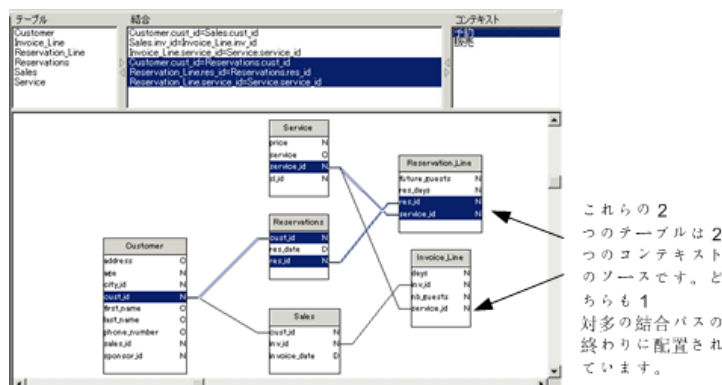 テーブル
結合
コンテキスト
Customer
Invoice_Line
Reservation_Line
Reservations
Sales
Service
Customer.cust_id=Sales.cust_id
Sales.inv_id=Invoice_Line.inv_id
Invoice_Line.service_id=Service.service_id
Customer.cust_id=Reservations.cust_id
Reservation_Line.res_id=Reservations.res_id
Reservation_Line.service_id=Service.service_id
予約
販売
Service
price N
service C
service_id N
sl_id N
Reservation_Line
future_guests N
res_days N
res_id N
service_id N
Reservations
cust_id N
res_date D
res_id N
Customer
address C
age N
city_id N
cust_id N
first_name C
last_name C
phone_number C
sales_id N
sponsor_id N
Invoice_Line
days N
inv_id N
nb_guests N
service_id N
Sales
cust_id N
inv_id N
invoice_date D
これらの 2
つのテーブルは 2
つのコンテキスト
のソースです。ど
ちらも 1
対多の結合パスの
終わりに配置され
ています。